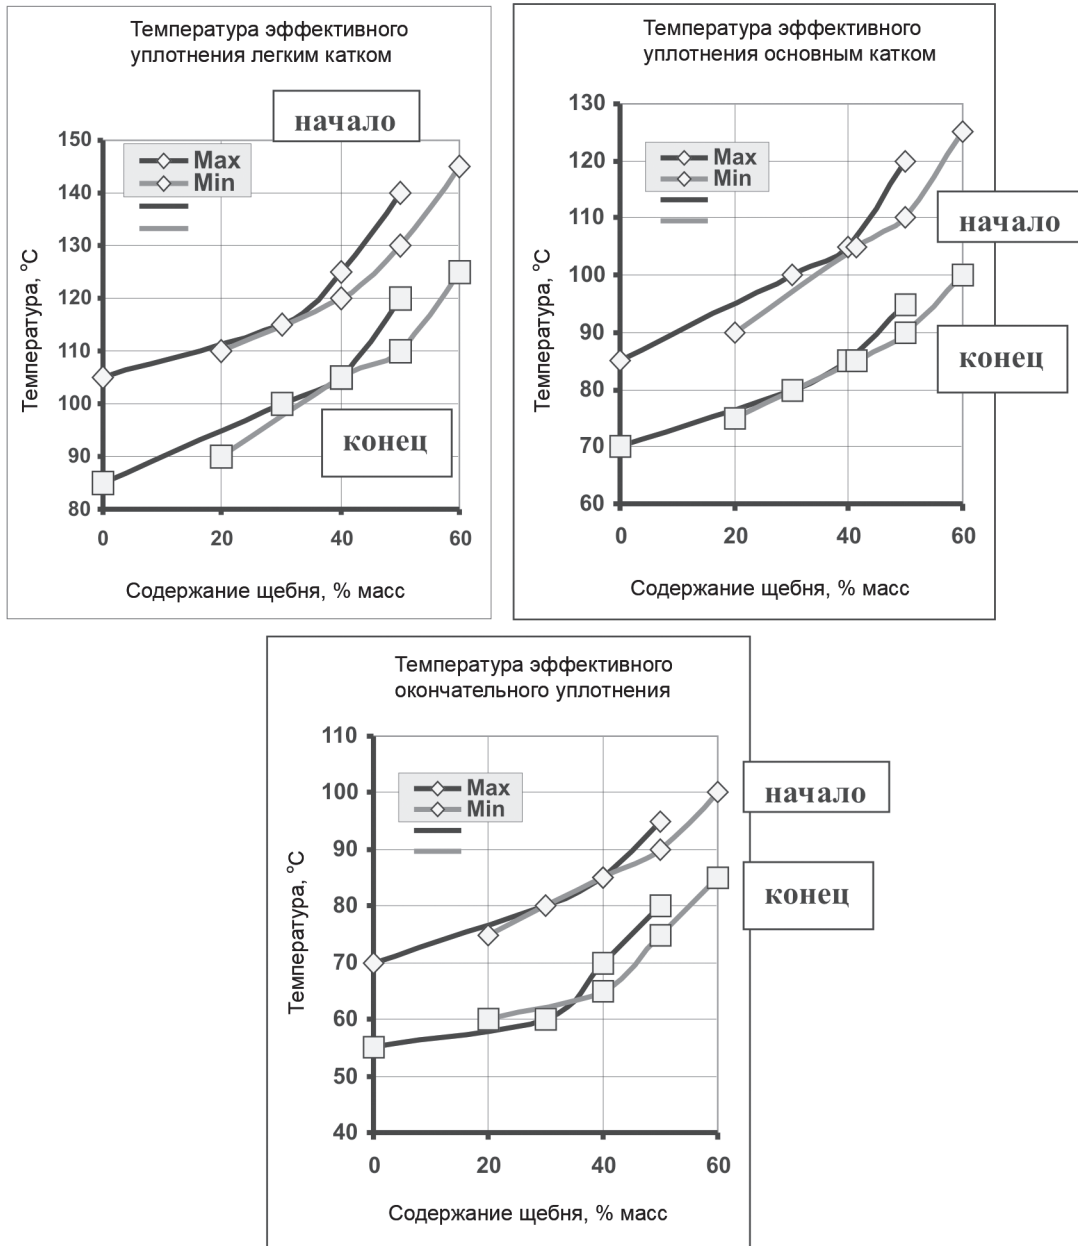 Температура эффективного
уплотнения легким катком
начало
150
140
130
120
110
100
90
80
Max
Min
Температура, °C
конец
0
20
40
60
Содержание щебня, % масс
Температура эффективного
уплотнения основным катком
130
120
110
100
90
80
70
60
Max
Min
начало
Температура, °C
конец
0
20
40
60
Содержание щебня, % масс
Температура эффективного
окончательного уплотнения
110
100
90
80
70
60
50
40
Max
Min
начало
Температура, °C
конец
0
20
40
60
Содержание щебня, % масс